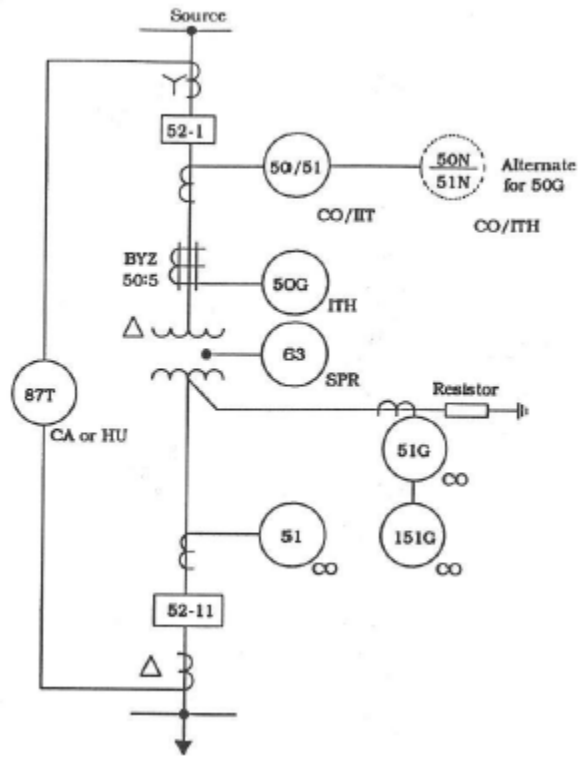 Source
52-1
50/51
50N
51N
Alternate
for 50G
CO/IIT
CO/ITH
BYZ
50:5
50G
ITH
63
SPR
87T
CA or HU
Resistor
51G
CO
151G
CO
51
CO
52-11